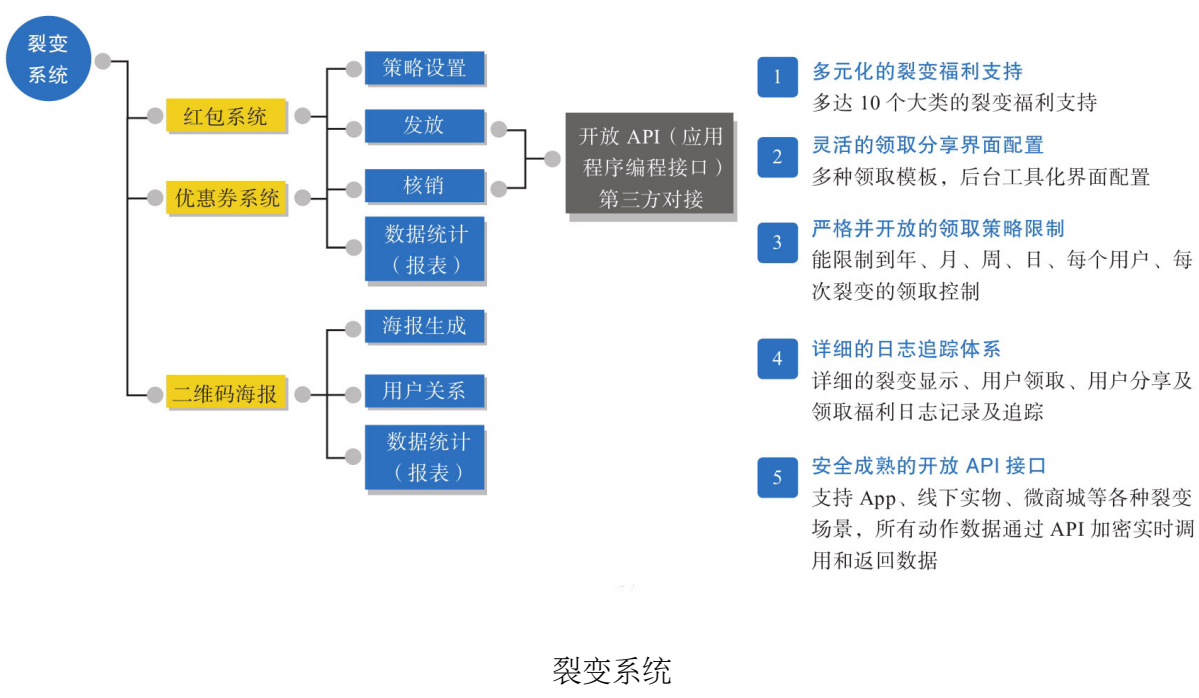 裂变
系统
红包系统
优惠券系统
二维码海报
策略设置
发放
核销
数据统计
（报表）
海报生成
用户关系
数据统计
（报表）
开放 API（应用
程序编程接口）
第三方对接
1
多元化的裂变福利支持
多达 10 个大类的裂变福利支持
2
灵活的领取分享界面配置
多种领取模板，后台工具化界面配置
3
严格并开放的领取策略限制
能限制到年、月、周、日、每个用户、每
次裂变的领取控制
4
详细的日志追踪体系
详细的裂变显示、用户领取、用户分享及
领取福利日志记录及追踪
5
安全成熟的开放 API 接口
支持 App、线下实物、微商城等各种裂变
场景，所有动作数据通过 API 加密实时调
用和返回数据
裂变系统